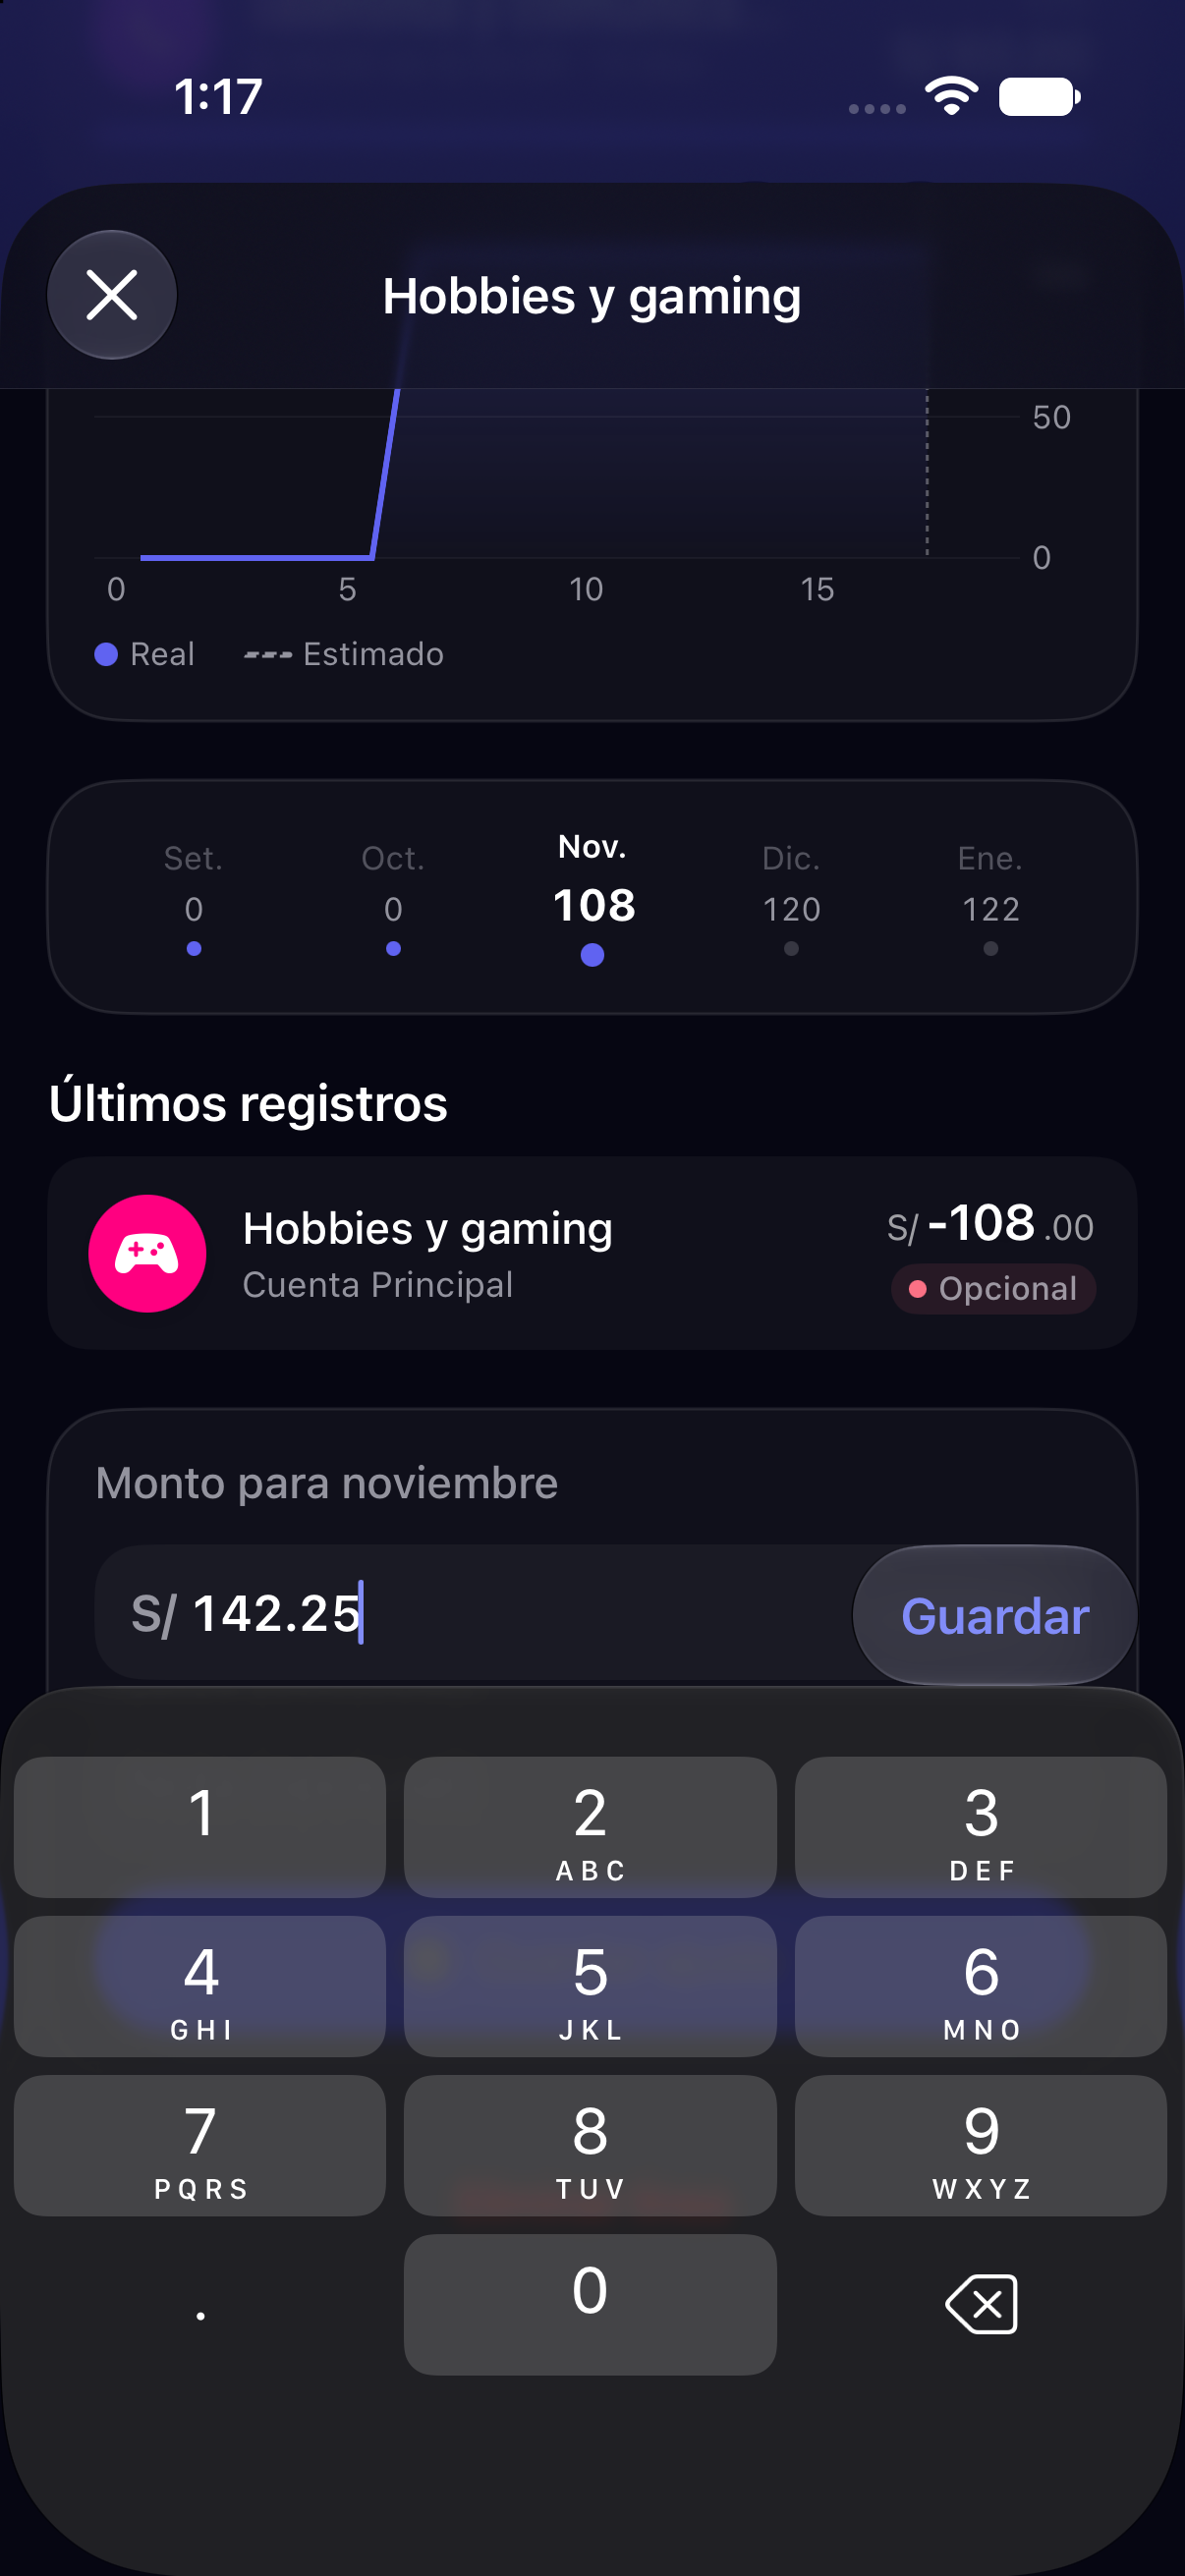 1:17
Hobbies y gaming
50
0
0 5 10 15
Real Estimado
Set. Oct. Nov. Dic. Ene.
0 0 108 120 122
Últimos registros
Hobbies y gaming S/ -108.00
Cuenta Principal Opcional
Monto para noviembre
S/ 142.25 Guardar
1 2 3
ABC DEF
4 5 6
GHI JKL MNO
7 8 9
PQRS TUV WXYZ
. 0